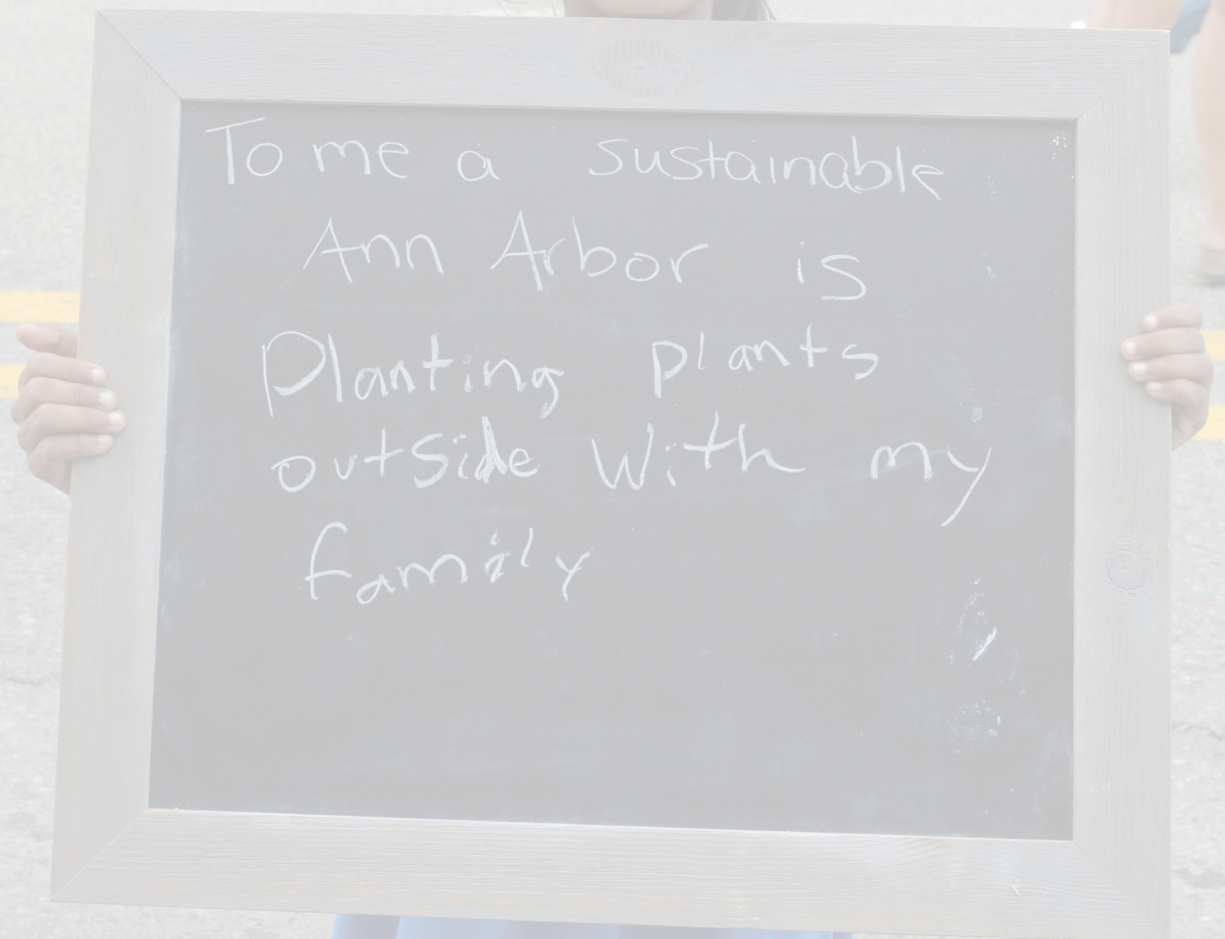 To me a sustainable
Ann Arbor is
Planting plants
outside with my
family